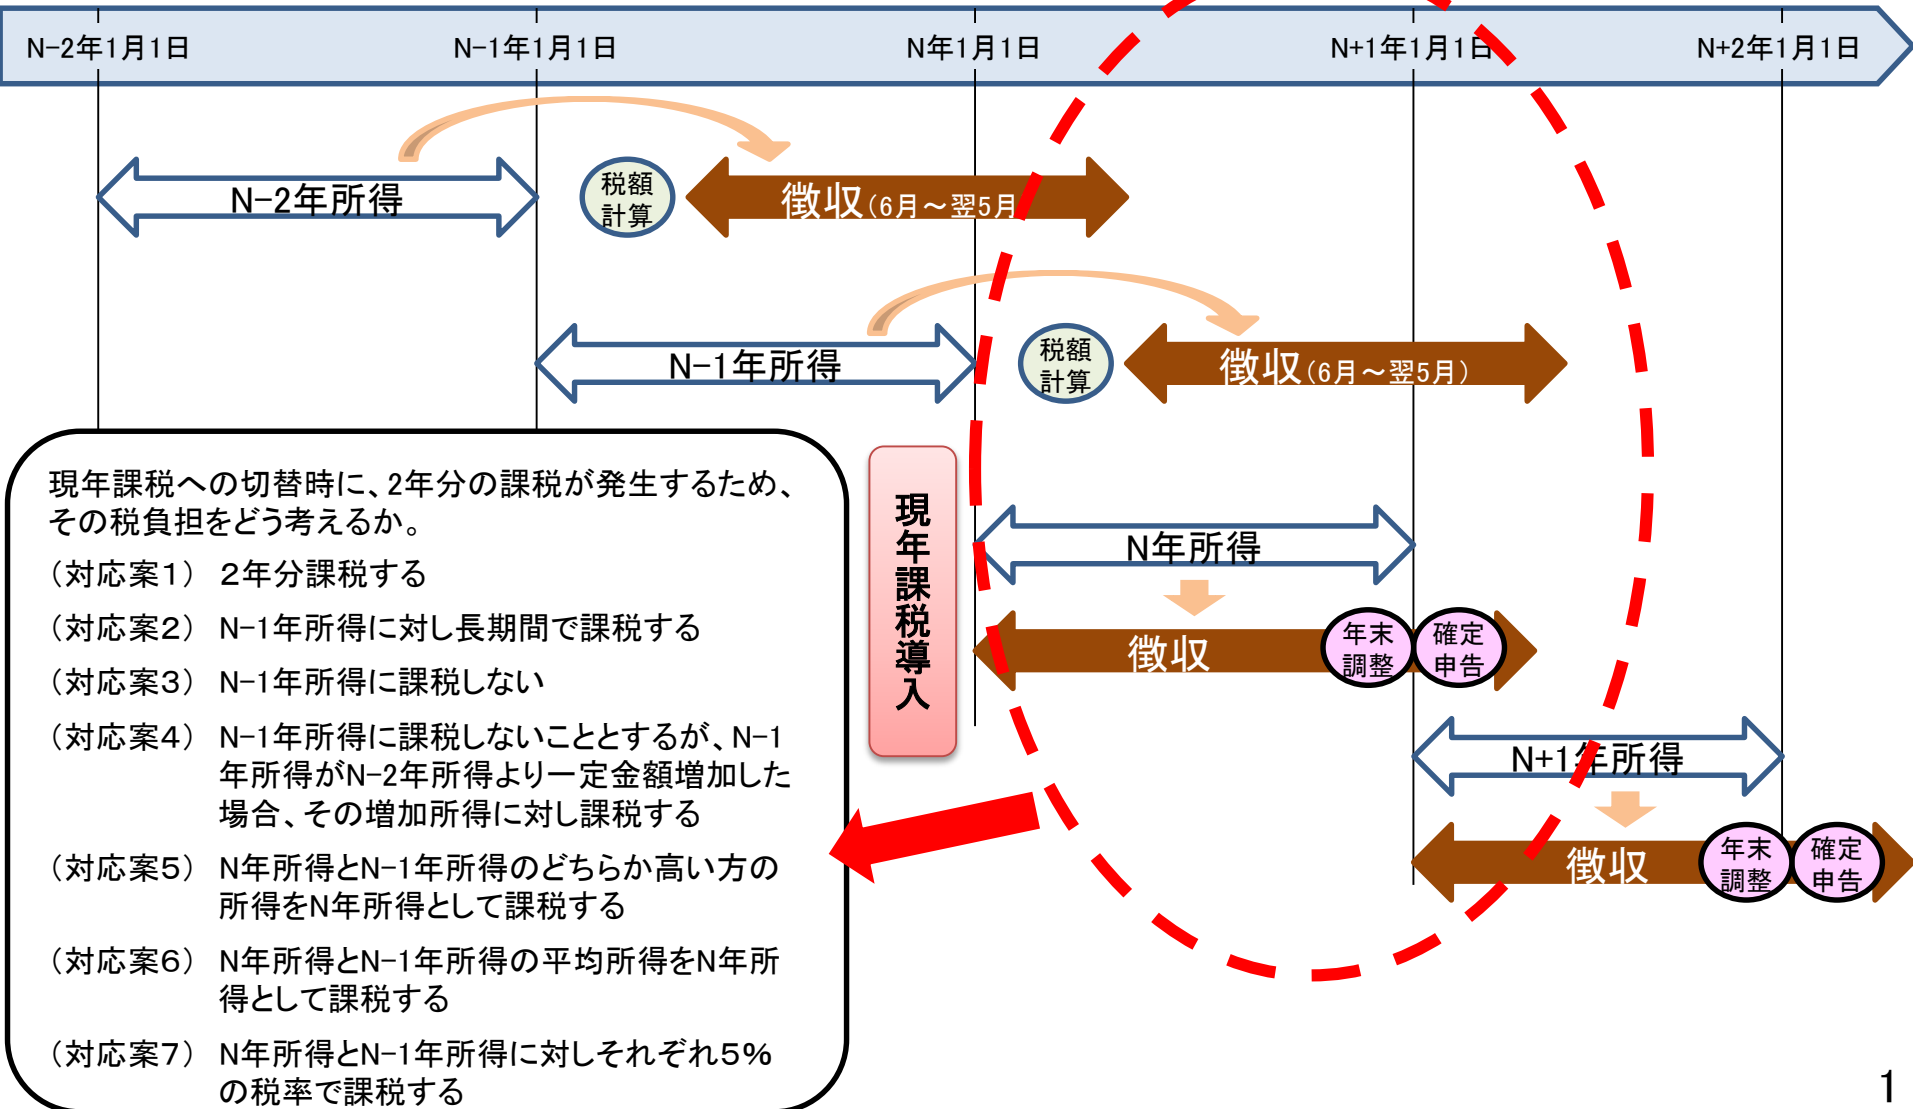 N−2年1月1日
N−1年1月1日
N年1月1日
N+1年1月1日
N+2年1月1日
N−2年所得
税額
計算
徴収(6月～翌5月
N−1年所得
税額
計算
徴収(6月～翌5月)
現年課税への切替時に、2年分の課税が発生するため、
その税負担をどう考えるか。
（対応案１） ２年分課税する
（対応案２） N−1年所得に対し長期間で課税する
（対応案３） N−1年所得に課税しない
（対応案４） N−1年所得に課税しないこととするが、N−1
年所得がN−2年所得より一定金額増加した
場合、その増加所得に対し課税する
（対応案５） N年所得とN−1年所得のどちらか高い方の
所得をN年所得として課税する
（対応案６） N年所得とN−1年所得の平均所得をN年所
得として課税する
（対応案７） N年所得とN−1年所得に対しそれぞれ５％
の税率で課税する
現年課税導入
N年所得
徴収
年末
調整
確定
申告
N+1年所得
徴収
年末
調整
確定
申告
1